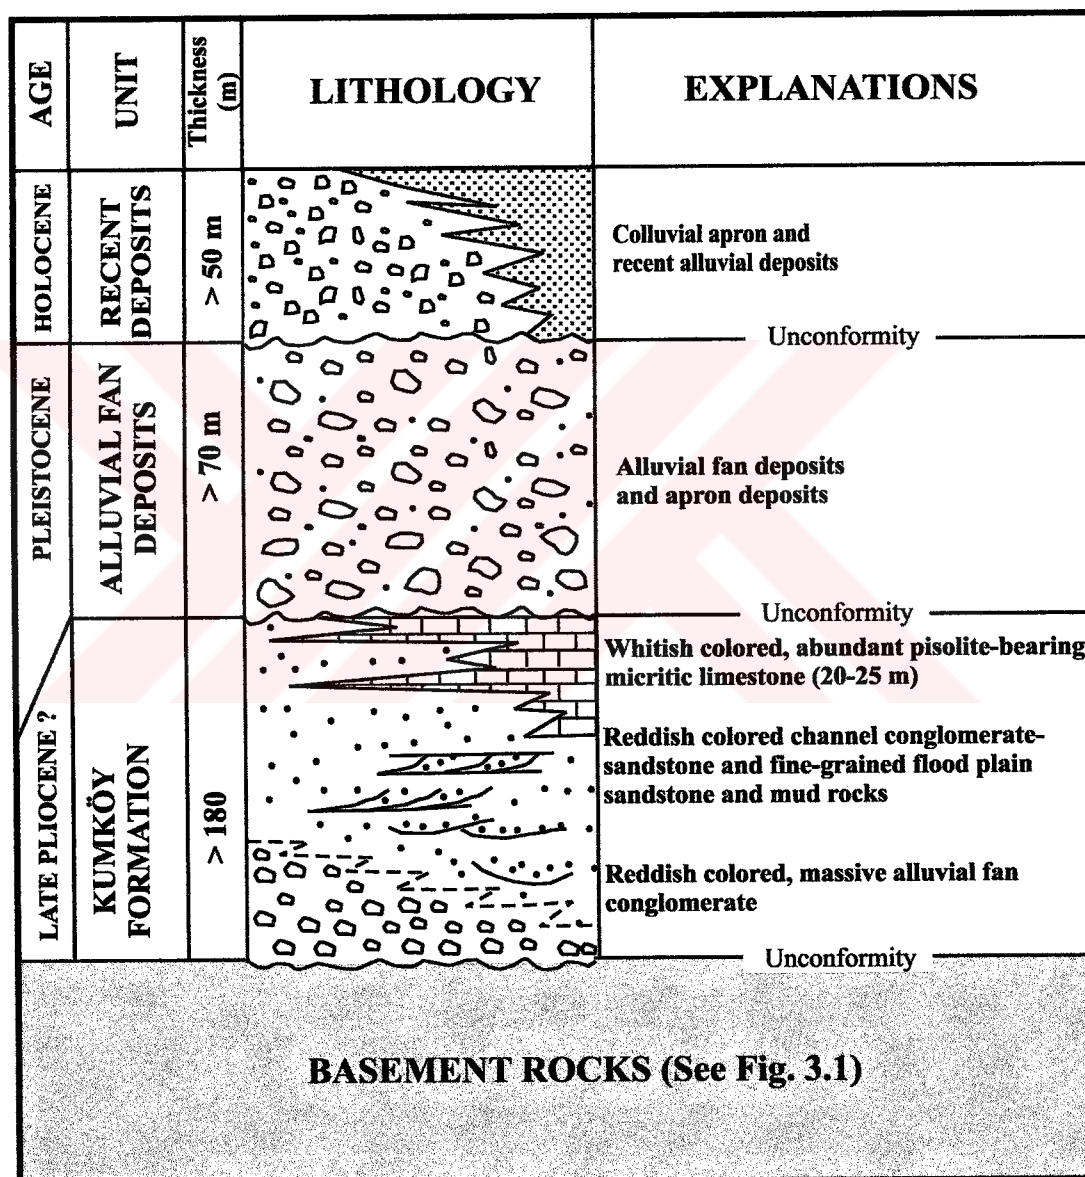 AGE
UNIT
Thickness
(m)
LITHOLOGY
EXPLANATIONS
HOLOCENE
RECENT
DEPOSITS
> 50 m
Colluvial apron and
recent alluvial deposits
Unconformity
PLEISTOCENE
ALLUVIAL FAN
DEPOSITS
> 70 m
Alluvial fan deposits
and apron deposits
Unconformity
LATE PLIOCENE ?
KUMKÖY
FORMATION
> 180
Whitish colored, abundant pisolite-bearing
micritic limestone (20-25 m)
Reddish colored channel conglomerate-
sandstone and fine-grained flood plain
sandstone and mud rocks
Reddish colored, massive alluvial fan
conglomerate
Unconformity
BASEMENT ROCKS (See Fig. 3.1)